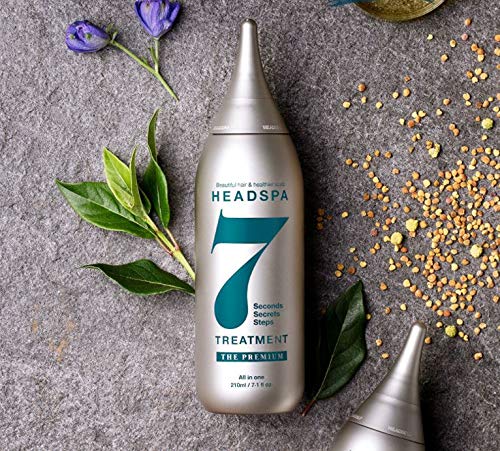 Beautiful hair & healthier scalp
HEADSPA
7
Seconds
Secrets
Steps
TREATMENT
THE PREMIUM
All in one
210ml / 7.1 fl oz